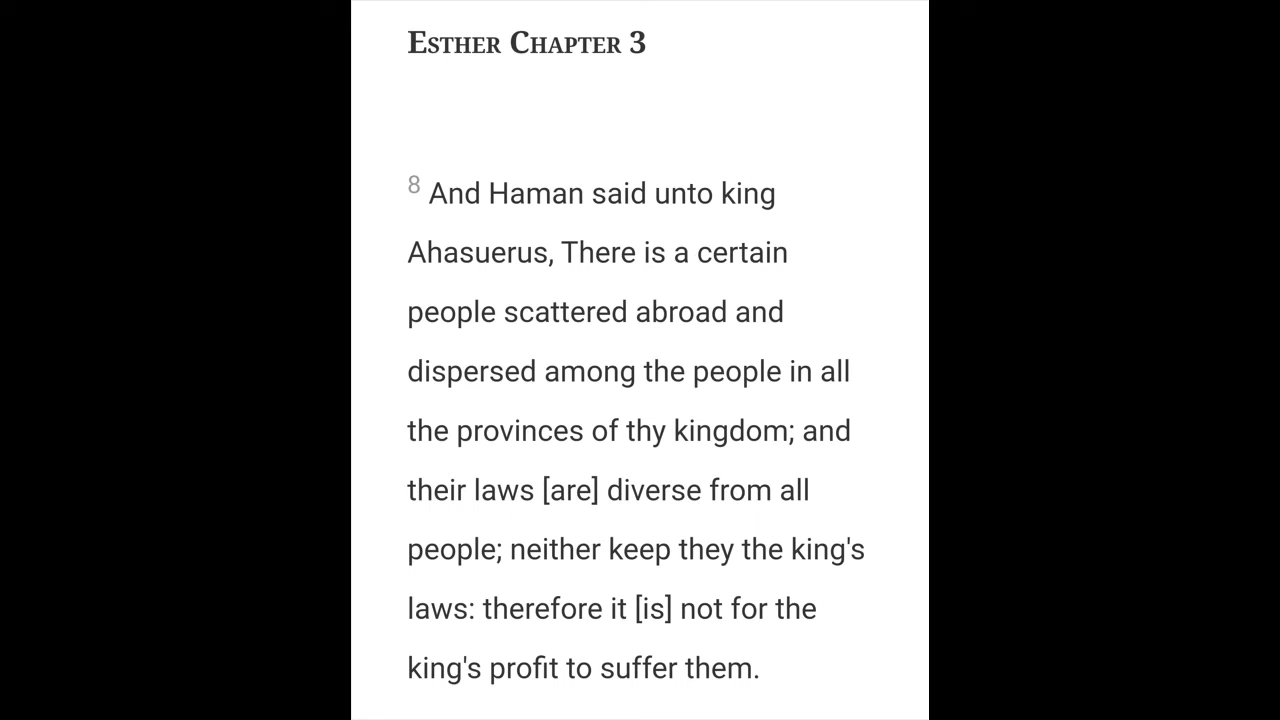 Esther Chapter 3
8 And Haman said unto king
Ahasuerus, There is a certain
people scattered abroad and
dispersed among the people in all
the provinces of thy kingdom; and
their laws [are] diverse from all
people; neither keep they the king's
laws: therefore it [is] not for the
king's profit to suffer them.